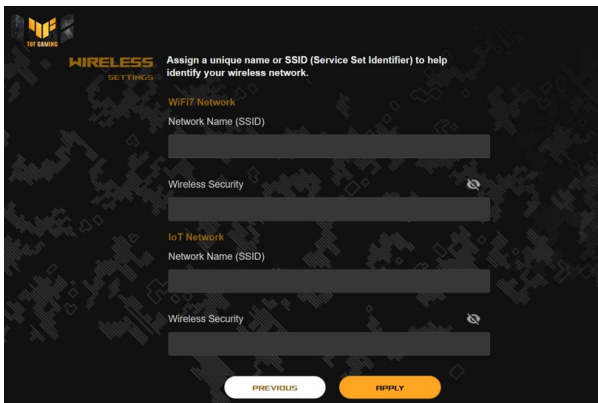 TUF GAMING
WIRELESS
SETTINGS
Assign a unique name or SSID (Service Set Identifier) to help
identify your wireless network.
WiFi7 Network
Network Name (SSID)
Wireless Security
IoT Network
Network Name (SSID)
Wireless Security
PREVIOUS
APPLY